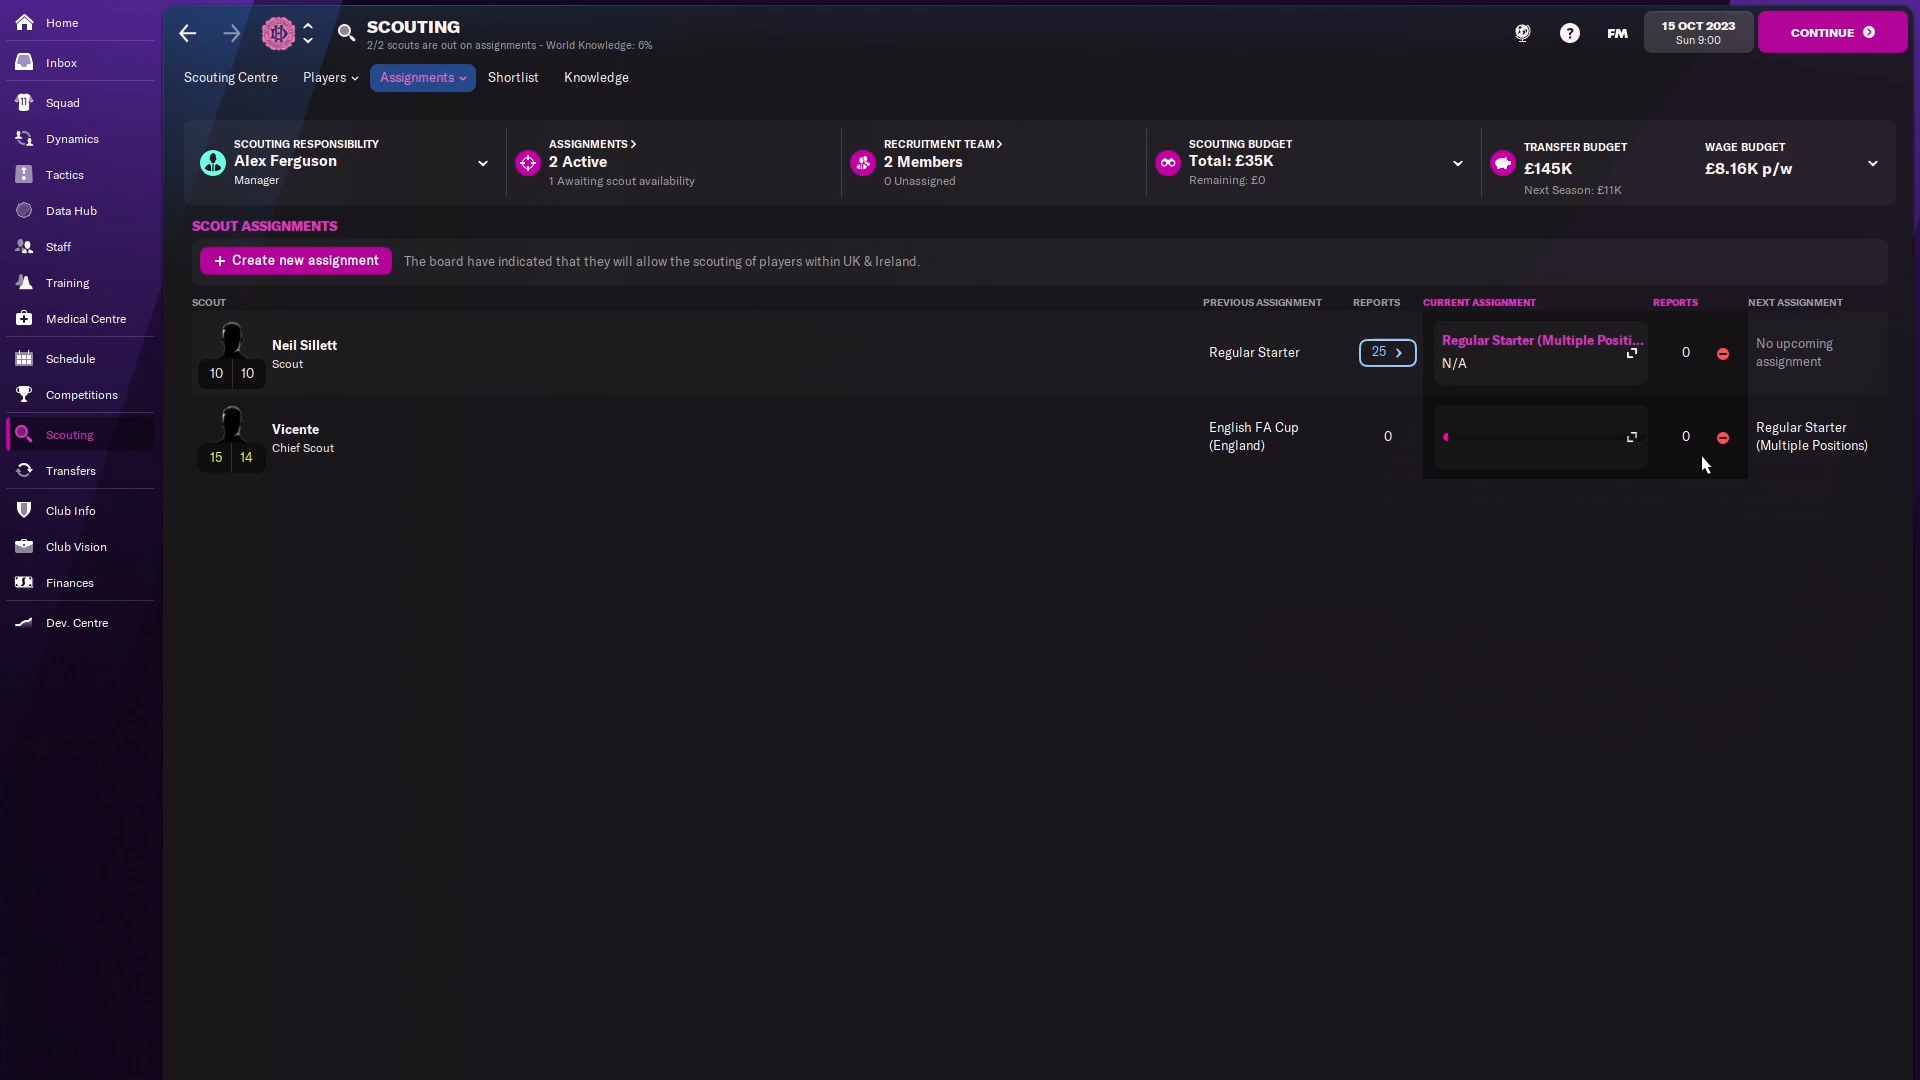 Home
Inbox
Squad
Dynamics
Tactics
Data Hub
Staff
Training
Medical Centre
Schedule
Competitions
Scouting
Transfers
Club Info
Club Vision
Finances
Dev. Centre
SCOUTING
2/2 scouts are out on assignments - World Knowledge: 6%
FM
15 OCT 2023
Sun 9:00
CONTINUE
Scouting Centre
Players
Assignments
Shortlist
Knowledge
SCOUTING RESPONSIBILITY
Alex Ferguson
Manager
ASSIGNMENTS
2 Active
1 Awaiting scout availability
RECRUITMENT TEAM
2 Members
0 Unassigned
SCOUTING BUDGET
Total: £35K
Remaining: £0
TRANSFER BUDGET
£145K
Next Season: £11K
WAGE BUDGET
£8.16K p/w
SCOUT ASSIGNMENTS
+ Create new assignment
The board have indicated that they will allow the scouting of players within UK & Ireland.
SCOUT
PREVIOUS ASSIGNMENT
REPORTS
CURRENT ASSIGNMENT
REPORTS
NEXT ASSIGNMENT
10 10
Neil Sillett
Scout
Regular Starter
25
Regular Starter (Multiple Positi...
N/A
0
No upcoming
assignment
15 14
Vicente
Chief Scout
English FA Cup
(England)
0
0
Regular Starter
(Multiple Positions)